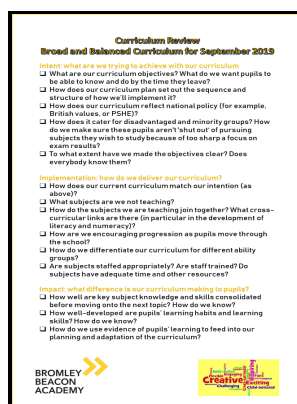 Curriculum Review
Broad and Balanced Curriculum for September 2019
Intent: what are we trying to achieve with our curriculum
❑ What are our curriculum objectives? What do we want pupils to
be able to know and do by the time they leave?
❑ How does our curriculum plan set out the sequence and
structure of how we'll implement it?
❑ How does our curriculum reflect national policy (for example,
British values, or PSHE)?
❑ How does it cater for disadvantaged and minority groups? How
do we make sure these pupils aren't 'shut out' of pursuing
subjects they wish to study because of too sharp a focus on
exam results?
❑ To what extent have we made the objectives clear? Does
everybody know them?
Implementation: how do we deliver our curriculum?
❑ How does our current curriculum match our intention (as
above)?
❑ What subjects are we not teaching?
❑ How do the subjects we are teaching join together? What cross-
curricular links are there (in particular in the development of
literacy and numeracy)?
❑ How are we encouraging progression as pupils move through
the school?
❑ How do we differentiate our curriculum for different ability
groups?
❑ Are subjects staffed appropriately? Are staff trained? Do
subjects have adequate time and other resources?
Impact: what difference is our curriculum making to pupils?
❑ How well are key subject knowledge and skills consolidated
before moving onto the next topic? How do we know?
❑ How well-developed are pupils' learning habits and learning
skills? How do we know?
❑ How do we use evidence of pupils' learning to feed into our
planning and adaptation of the curriculum?
BROMLEY
BEACON
ACADEMY
Engaging
Creative
Exciting
Challenging
Child-centred